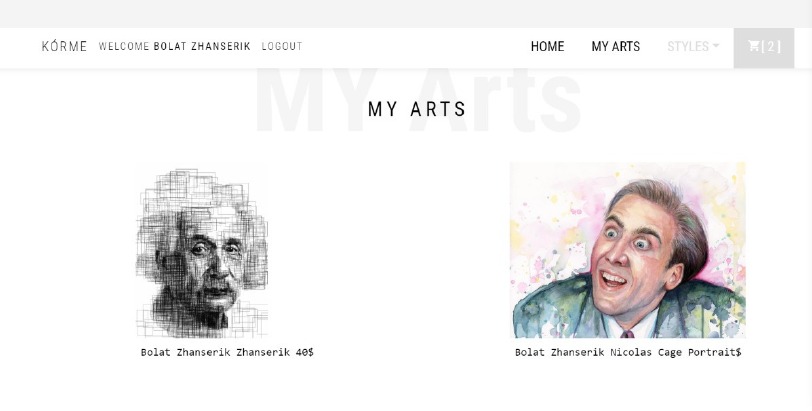 KÓRME WELCOME BOLAT ZHANSERIK LOGOUT HOME MY ARTS STYLES [ 2 ]
MY Arts
MY ARTS
Bolat Zhanserik Zhanserik 40$
Bolat Zhanserik Nicolas Cage Portrait$